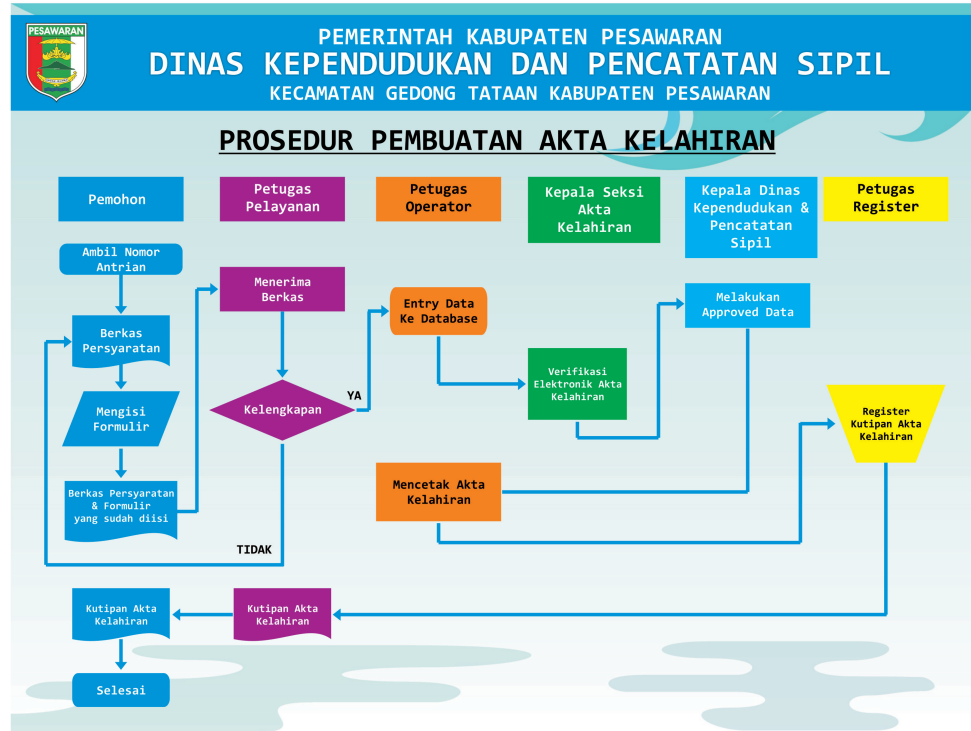 PESAWARAN
PEMERINTAH KABUPATEN PESAWARAN
DINAS KEPENDUDUKAN DAN PENCATATAN SIPIL
KECAMATAN GEDONG TATAAN KABUPATEN PESAWARAN
PROSEDUR PEMBUATAN AKTA KELAHIRAN
Pemohon
Petugas
Pelayanan
Petugas
Operator
Kepala Seksi
Akta
Kelahiran
Kepala Dinas
Kependudukan &
Pencatatan
Sipil
Petugas
Register
Ambil Nomor
Antrian
Berkas
Persyaratan
Mengisi
Formulir
Berkas Persyaratan
& Formulir
yang sudah diisi
Menerima
Berkas
Kelengkapan
YA
TIDAK
Entry Data
Ke Database
Verifikasi
Elektronik Akta
Kelahiran
Melakukan
Approved Data
Mencetak Akta
Kelahiran
Register
Kutipan Akta
Kelahiran
Kutipan Akta
Kelahiran
Kutipan Akta
Kelahiran
Selesai